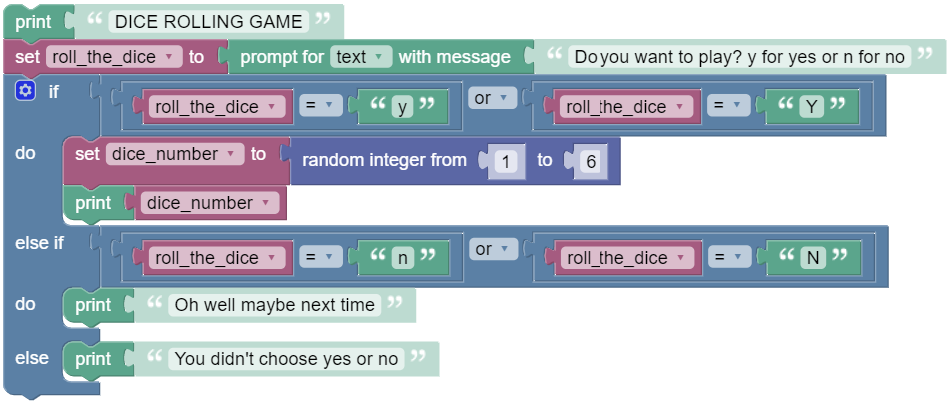 print “ DICE ROLLING GAME ”
set roll_the_dice ▾ to prompt for text ▾ with message “ Doyou want to play? y for yes or n for no ”
if roll_the_dice ▾ = ▾ “ y ” or ▾ roll_the_dice ▾ = ▾ “ Y ”
do set dice_number ▾ to random integer from 1 to 6
print dice_number ▾
else if roll_the_dice ▾ = ▾ “ n ” or ▾ roll_the_dice ▾ = ▾ “ N ”
do print “ Oh well maybe next time ”
else print “ You didn't choose yes or no ”